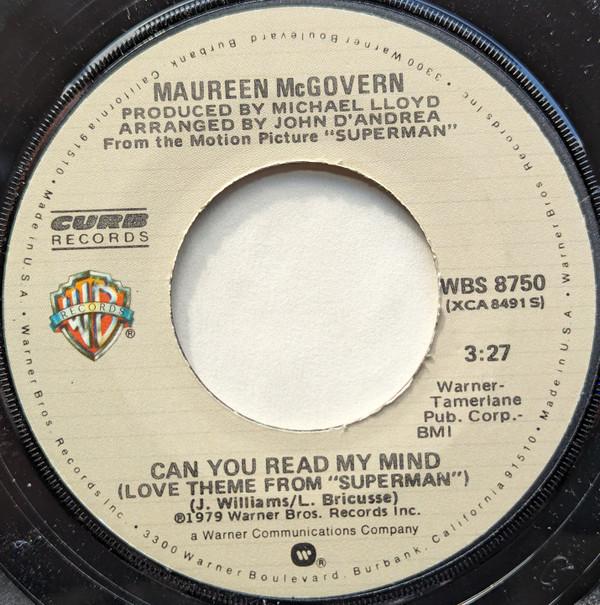 MAUREEN McGOVERN
PRODUCED BY MICHAEL LLOYD
ARRANGED BY JOHN D'ANDREA
From the Motion Picture "SUPERMAN"
CURB
RECORDS
WB
RECORDS
®
WBS 8750
(XCA 8491 S)
3:27
Warner-
Tamerlane
Pub. Corp.-
BMI
CAN YOU READ MY MIND
(LOVE THEME FROM "SUPERMAN")
(J. Williams/L. Bricusse)
℗1979 Warner Bros. Records Inc.
a Warner Communications Company
W®
Warner Bros. Records Inc. • 3300 Warner Boulevard, Burbank, California 91510 • Made in U.S.A. •
Warner Bros. Records Inc. • 3300 Warner Boulevard, Burbank, California 91510 • Made in U.S.A. •